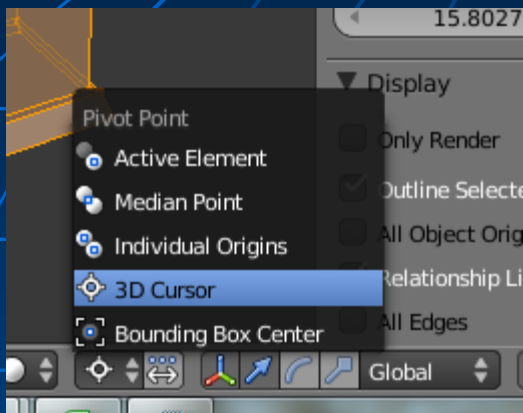 15.8027
Display
Pivot Point
Only Render
Active Element
Outline Selecte
Median Point
All Object Orig
Individual Origins
Relationship Li
3D Cursor
All Edges
Bounding Box Center
Global